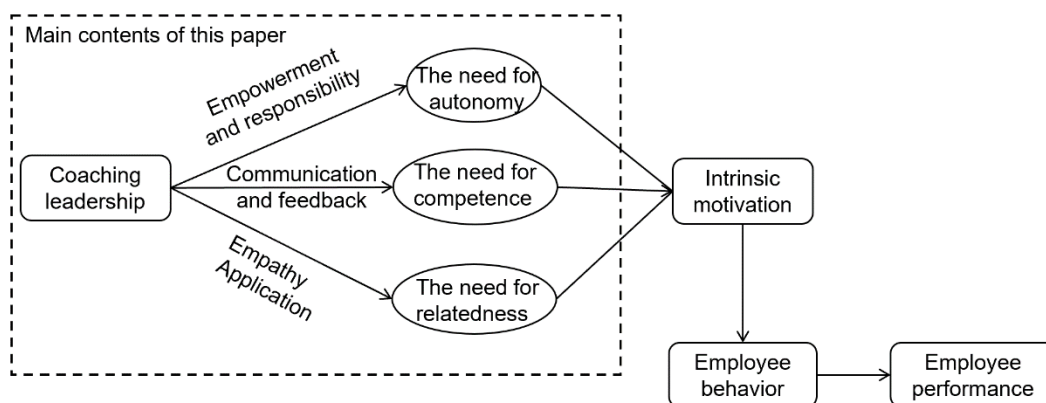 Main contents of this paper
Empowerment
and responsibility
The need for
autonomy
Coaching
leadership
Communication
and feedback
The need for
competence
Intrinsic
motivation
Empathy
Application
The need for
relatedness
Employee
behavior
Employee
performance